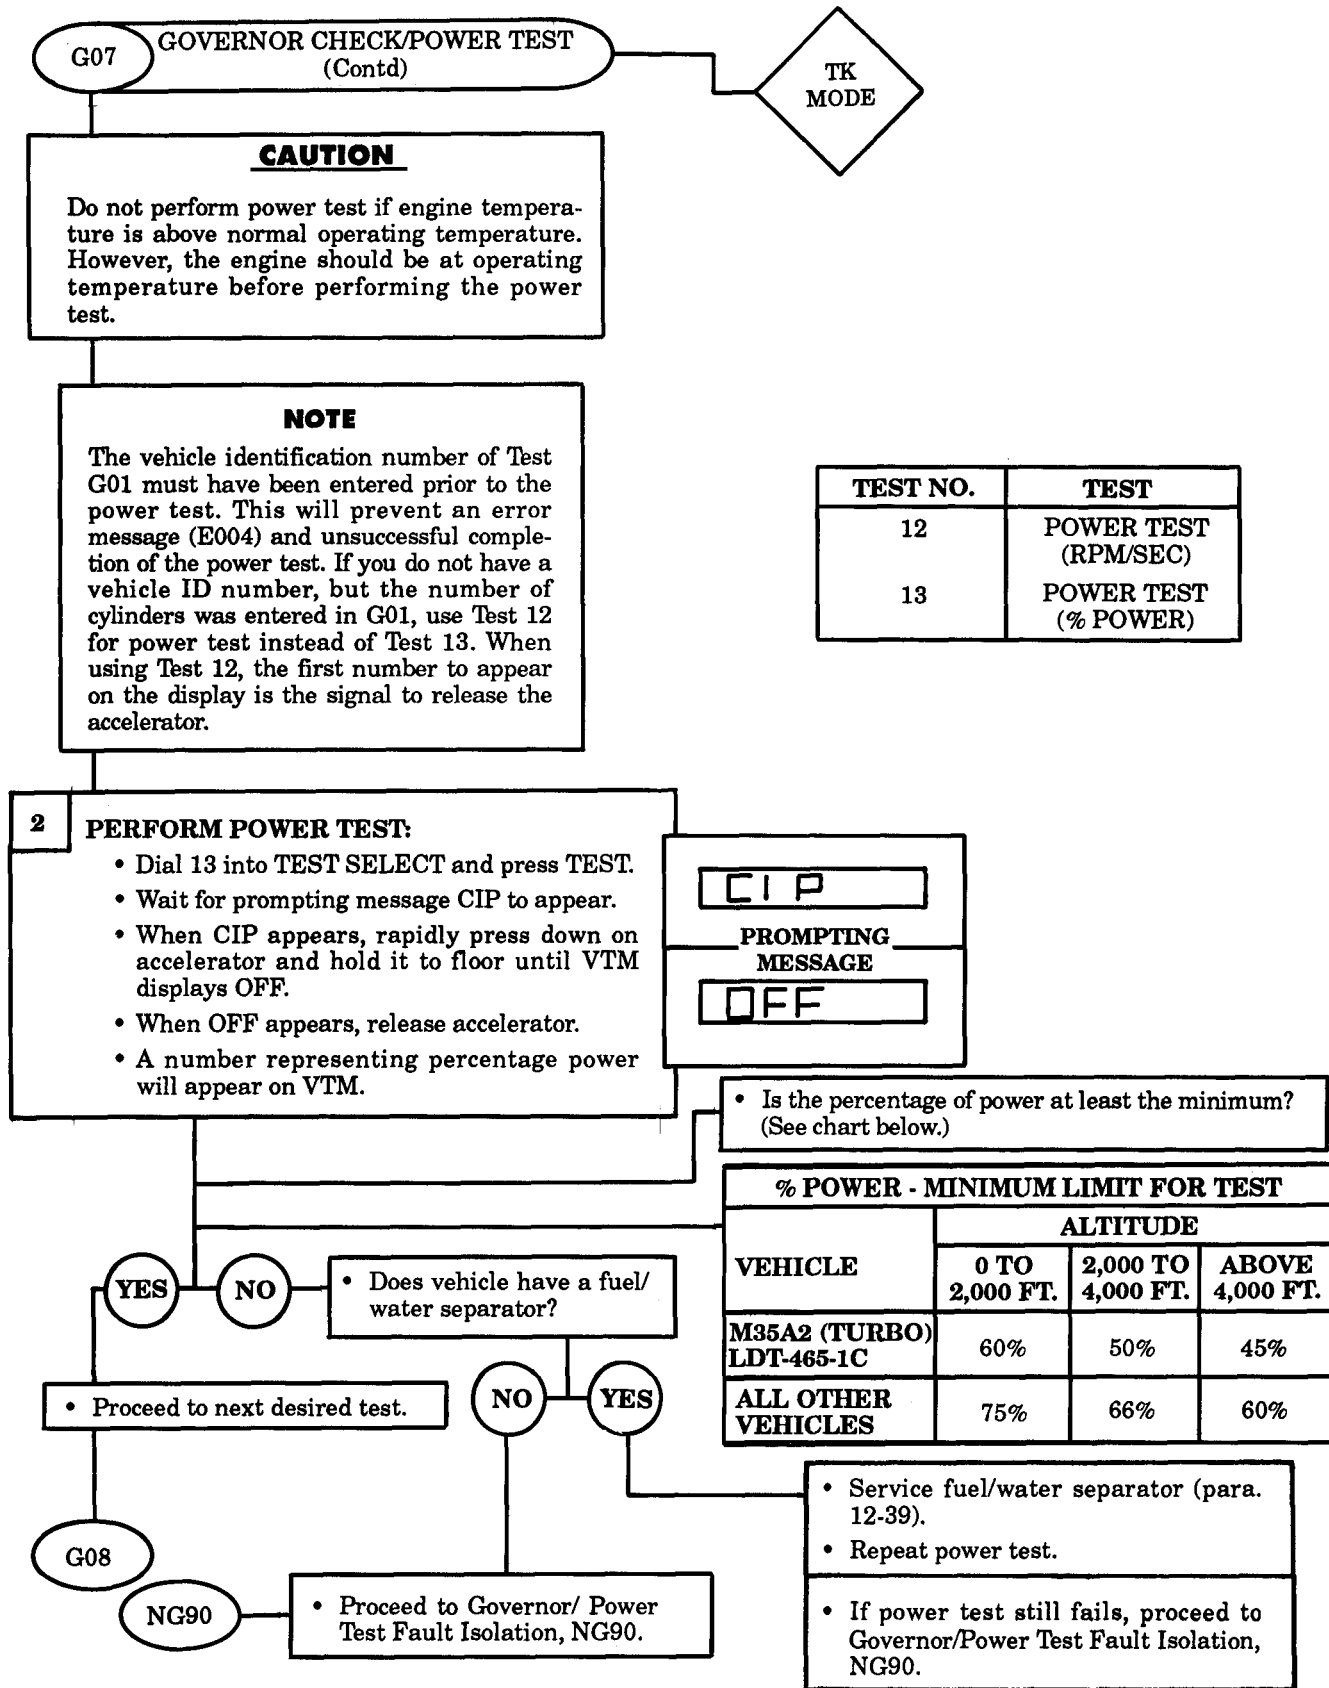 G07
GOVERNOR CHECK/POWER TEST
(Contd)
TK
MODE
CAUTION
Do not perform power test if engine tempera-
ture is above normal operating temperature.
However, the engine should be at operating
temperature before performing the power
test.
NOTE
The vehicle identification number of Test
G01 must have been entered prior to the
power test. This will prevent an error
message (E004) and unsuccessful comple-
tion of the power test. If you do not have a
vehicle ID number, but the number of
cylinders was entered in G01, use Test 12
for power test instead of Test 13. When
using Test 12, the first number to appear
on the display is the signal to release the
accelerator.
TEST NO. TEST
12 POWER TEST
(RPM/SEC)
13 POWER TEST
(% POWER)
2 PERFORM POWER TEST:
• Dial 13 into TEST SELECT and press TEST.
• Wait for prompting message CIP to appear.
• When CIP appears, rapidly press down on
accelerator and hold it to floor until VTM
displays OFF.
• When OFF appears, release accelerator.
• A number representing percentage power
will appear on VTM.
CIP
PROMPTING
MESSAGE
OFF
• Is the percentage of power at least the minimum?
(See chart below.)
% POWER - MINIMUM LIMIT FOR TEST
ALTITUDE
VEHICLE 0 TO 2,000 TO ABOVE
2,000 FT. 4,000 FT. 4,000 FT.
M35A2 (TURBO)
LDT-465-1C 60% 50% 45%
ALL OTHER
VEHICLES 75% 66% 60%
YES NO
• Does vehicle have a fuel/
water separator?
NO YES
• Proceed to next desired test.
G08
• Service fuel/water separator (para.
12-39).
• Repeat power test.
• If power test still fails, proceed to
Governor/Power Test Fault Isolation,
NG90.
NG90
• Proceed to Governor/ Power
Test Fault Isolation, NG90.